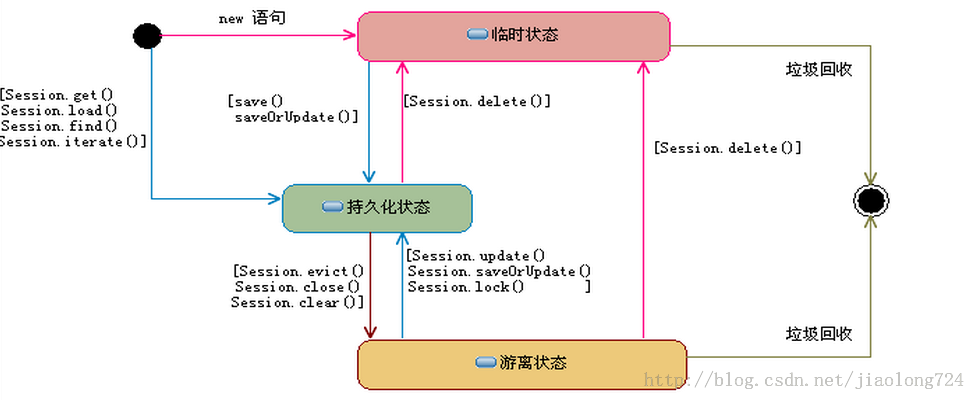 new 语句
临时状态
垃圾回收
[Session.get()
Session.load()
Session.find()
Session.iterate()]
[save()
saveOrUpdate()]
[Session.delete()]
[Session.delete()]
持久化状态
[Session.evict()
Session.close()
Session.clear()]
[Session.update()
Session.saveOrUpdate()
Session.lock() ]
垃圾回收
游离状态
http://blog.csdn.net/jiaolong724